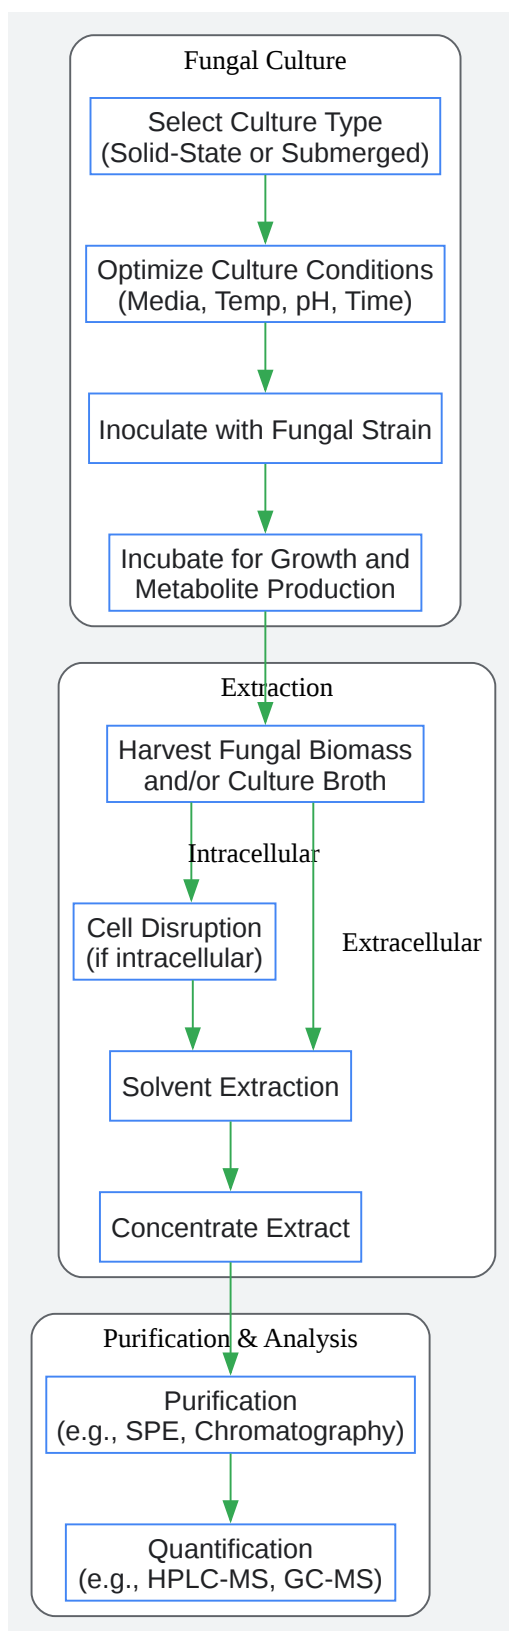 Fungal Culture
Select Culture Type
(Solid-State or Submerged)
Optimize Culture Conditions
(Media, Temp, pH, Time)
Inoculate with Fungal Strain
Incubate for Growth and
Metabolite Production
Extraction
Harvest Fungal Biomass
and/or Culture Broth
Intracellular
Cell Disruption
(if intracellular)
Extracellular
Solvent Extraction
Concentrate Extract
Purification & Analysis
Purification
(e.g., SPE, Chromatography)
Quantification
(e.g., HPLC-MS, GC-MS)